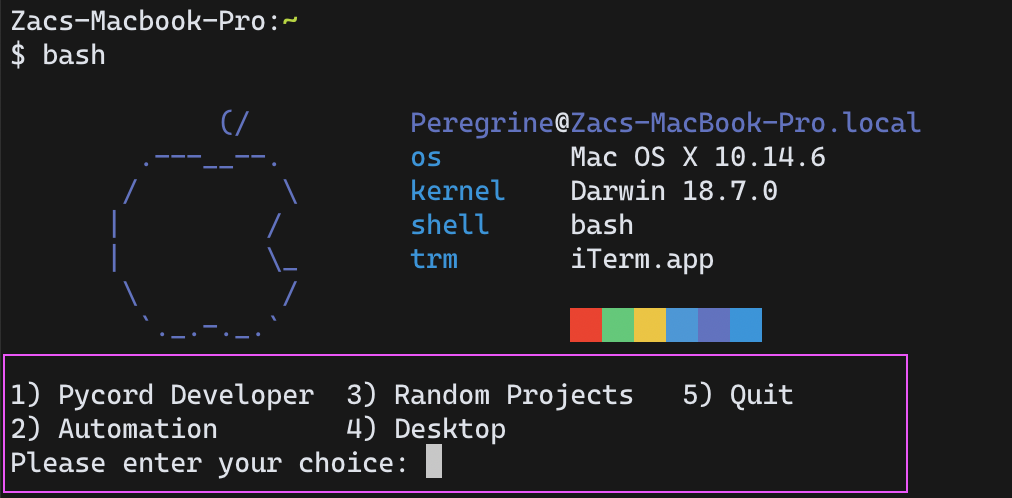 Zacs-Macbook-Pro:~
$ bash
Peregrine@Zacs-MacBook-Pro.local
os Mac OS X 10.14.6
kernel Darwin 18.7.0
shell bash
trm iTerm.app
1) Pycord Developer 3) Random Projects 5) Quit
2) Automation 4) Desktop
Please enter your choice: